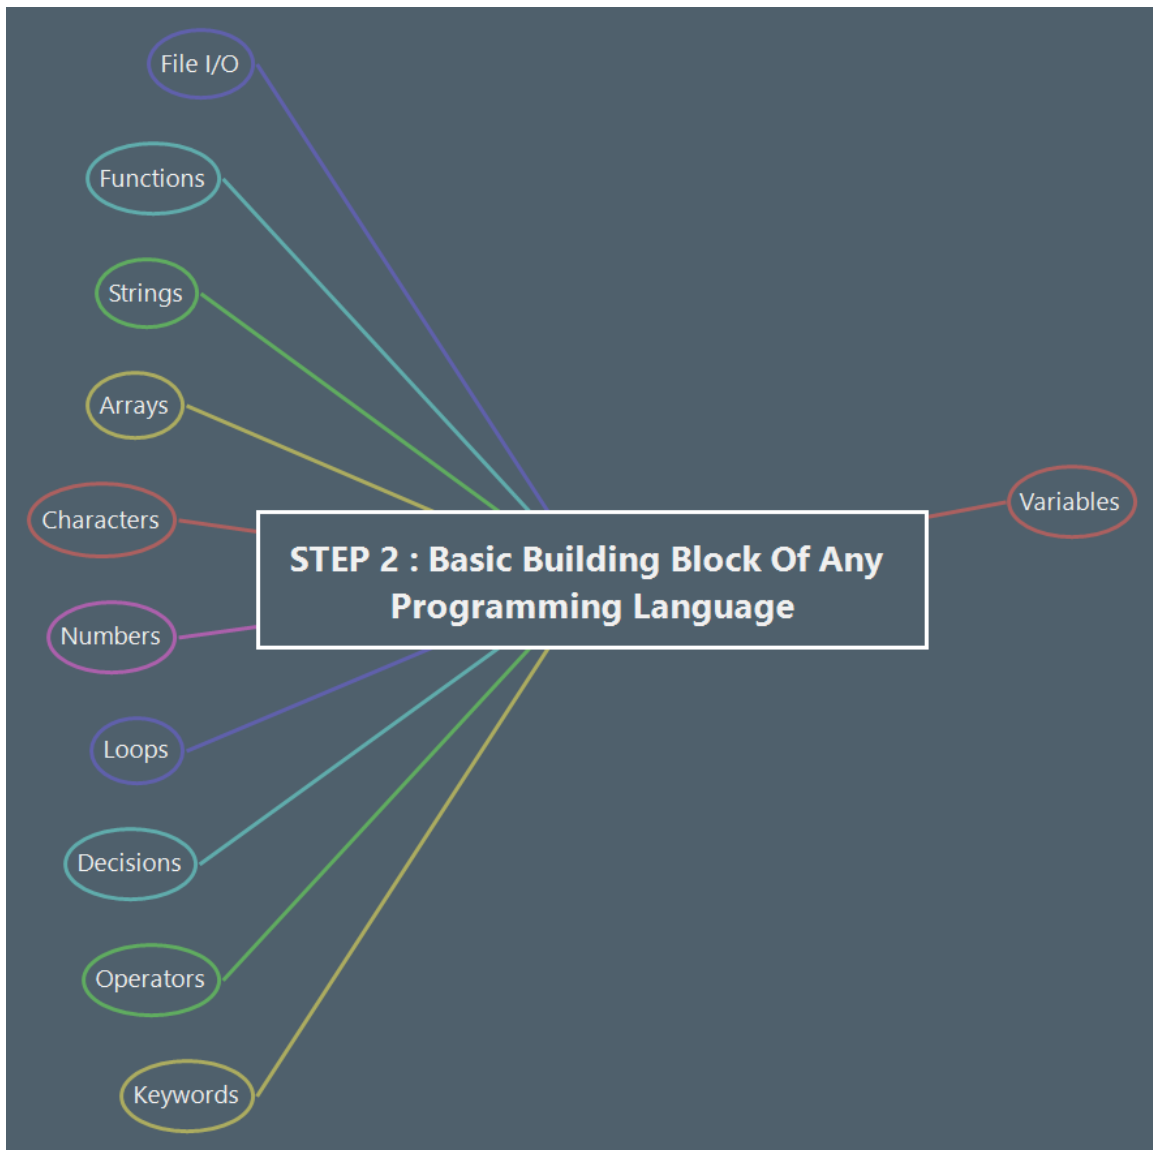 File I/O
Functions
Strings
Arrays
Characters
Variables
STEP 2 : Basic Building Block Of Any
Programming Language
Numbers
Loops
Decisions
Operators
Keywords